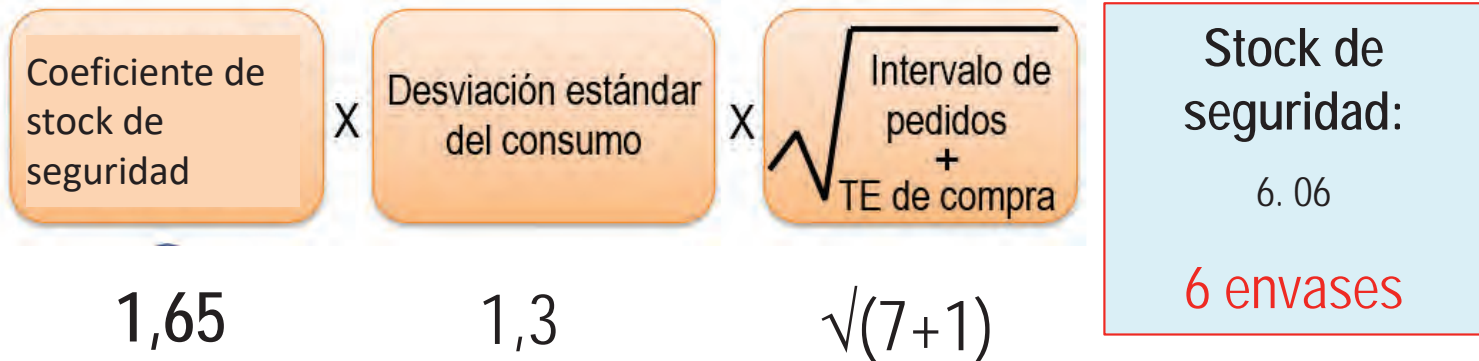 Coeficiente de
stock de
seguridad
X
Desviación estándar
del consumo
X
√
Intervalo de
pedidos
+
TE de compra
Stock de
seguridad:
6. 06
6 envases
1,65
1,3
√(7+1)